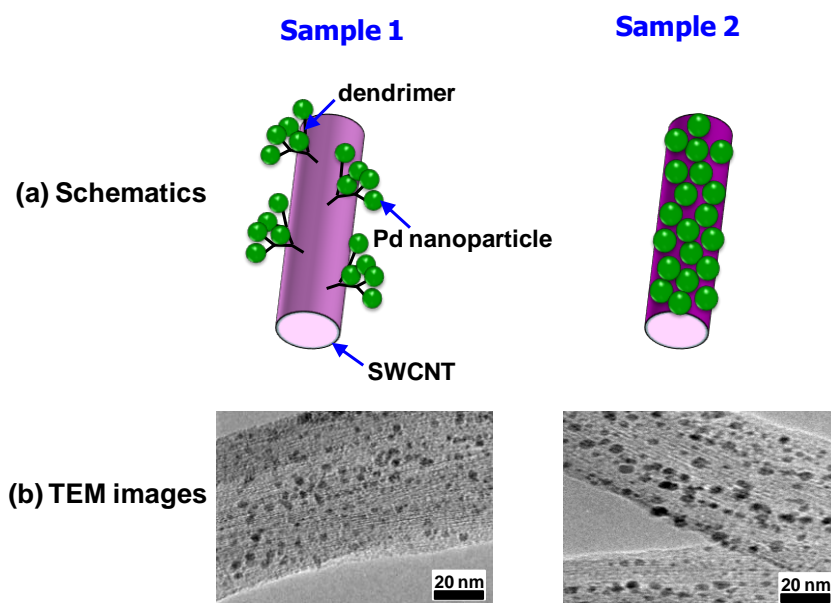 Sample 1
Sample 2
dendrimer
(a) Schematics
Pd nanoparticle
SWCNT
(b) TEM images
20 nm
20 nm